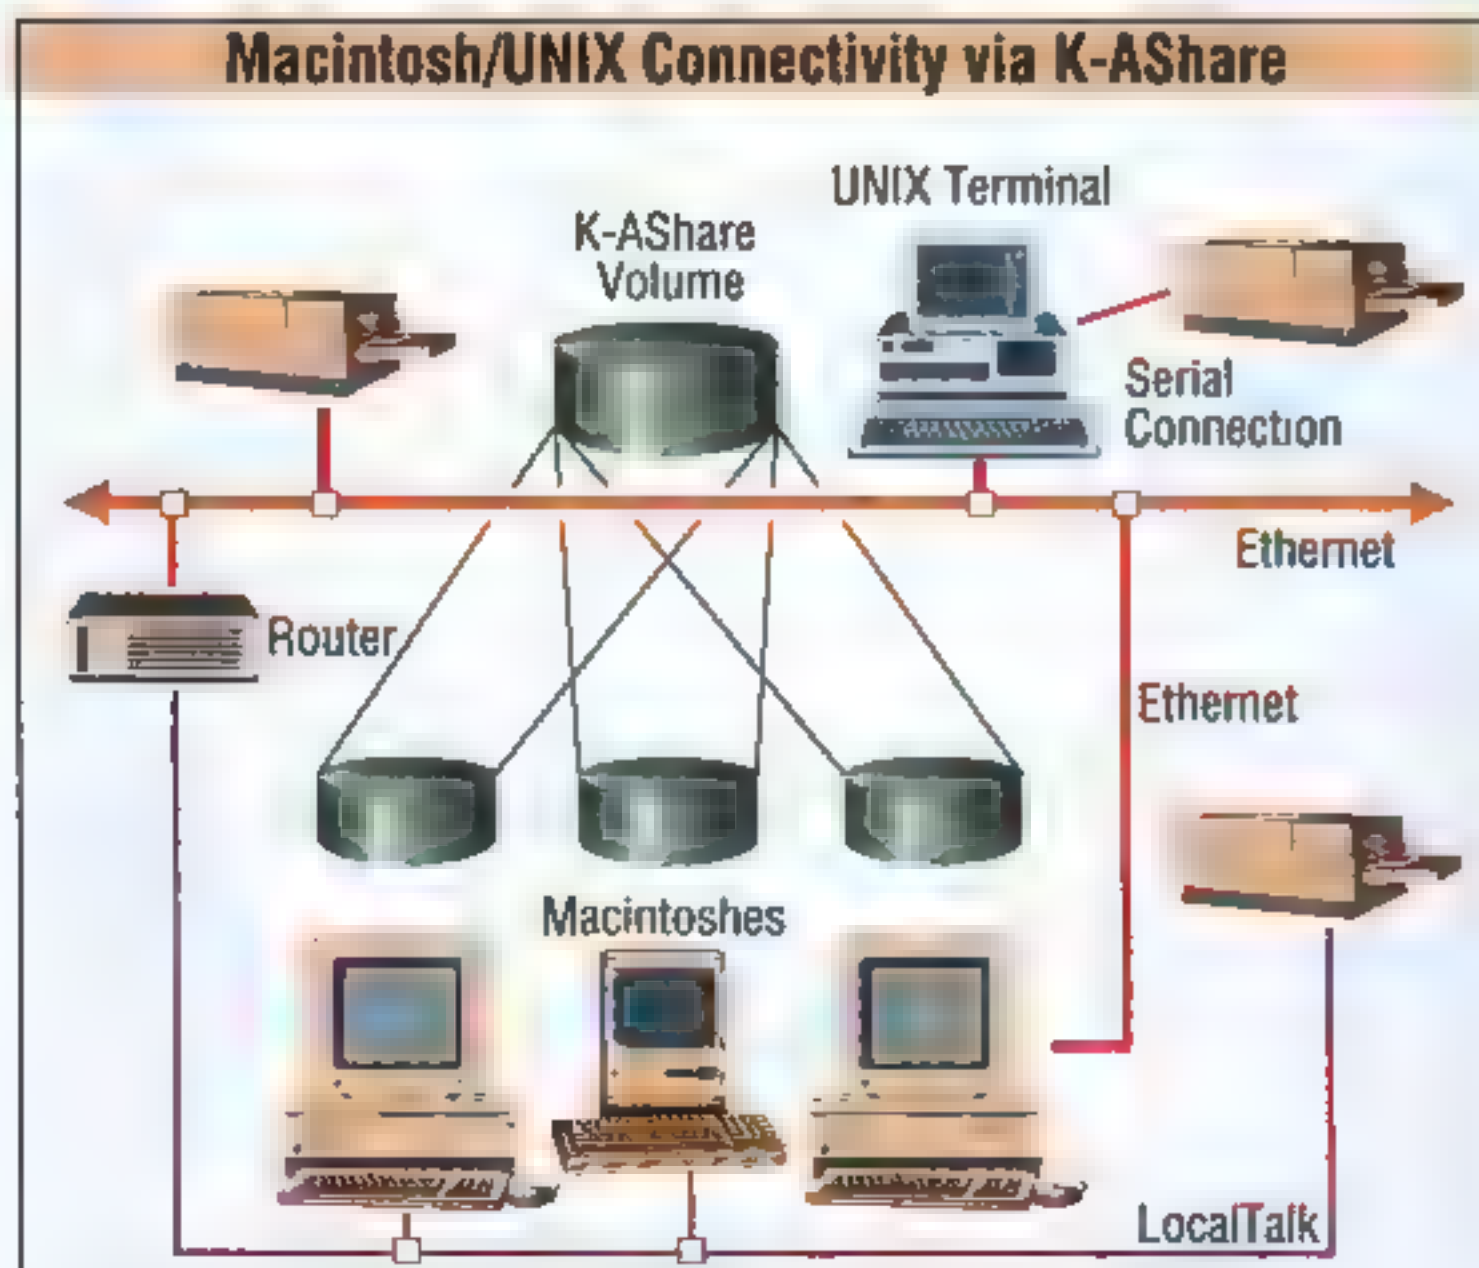 Macintosh/UNIX Connectivity via K-AShare
UNIX Terminal
K-AShare
Volume
Serial
Connection
Ethernet
Router
Ethernet
Macintoshes
LocalTalk